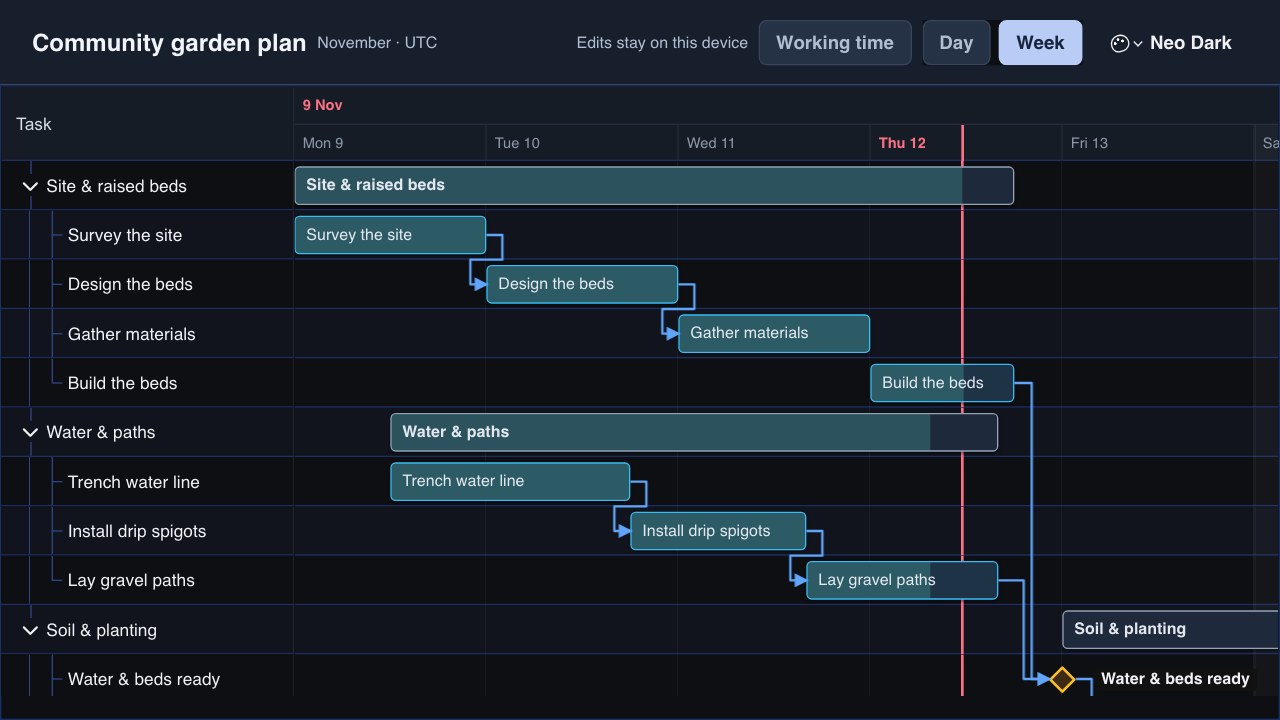 Community garden plan November · UTC
Edits stay on this device Working time Day Week Neo Dark
Task
9 Nov
Mon 9 Tue 10 Wed 11 Thu 12 Fri 13 Sa
Site & raised beds Site & raised beds
Survey the site Survey the site
Design the beds Design the beds
Gather materials Gather materials
Build the beds Build the beds
Water & paths Water & paths
Trench water line Trench water line
Install drip spigots Install drip spigots
Lay gravel paths Lay gravel paths
Soil & planting Soil & planting
Water & beds ready Water & beds ready